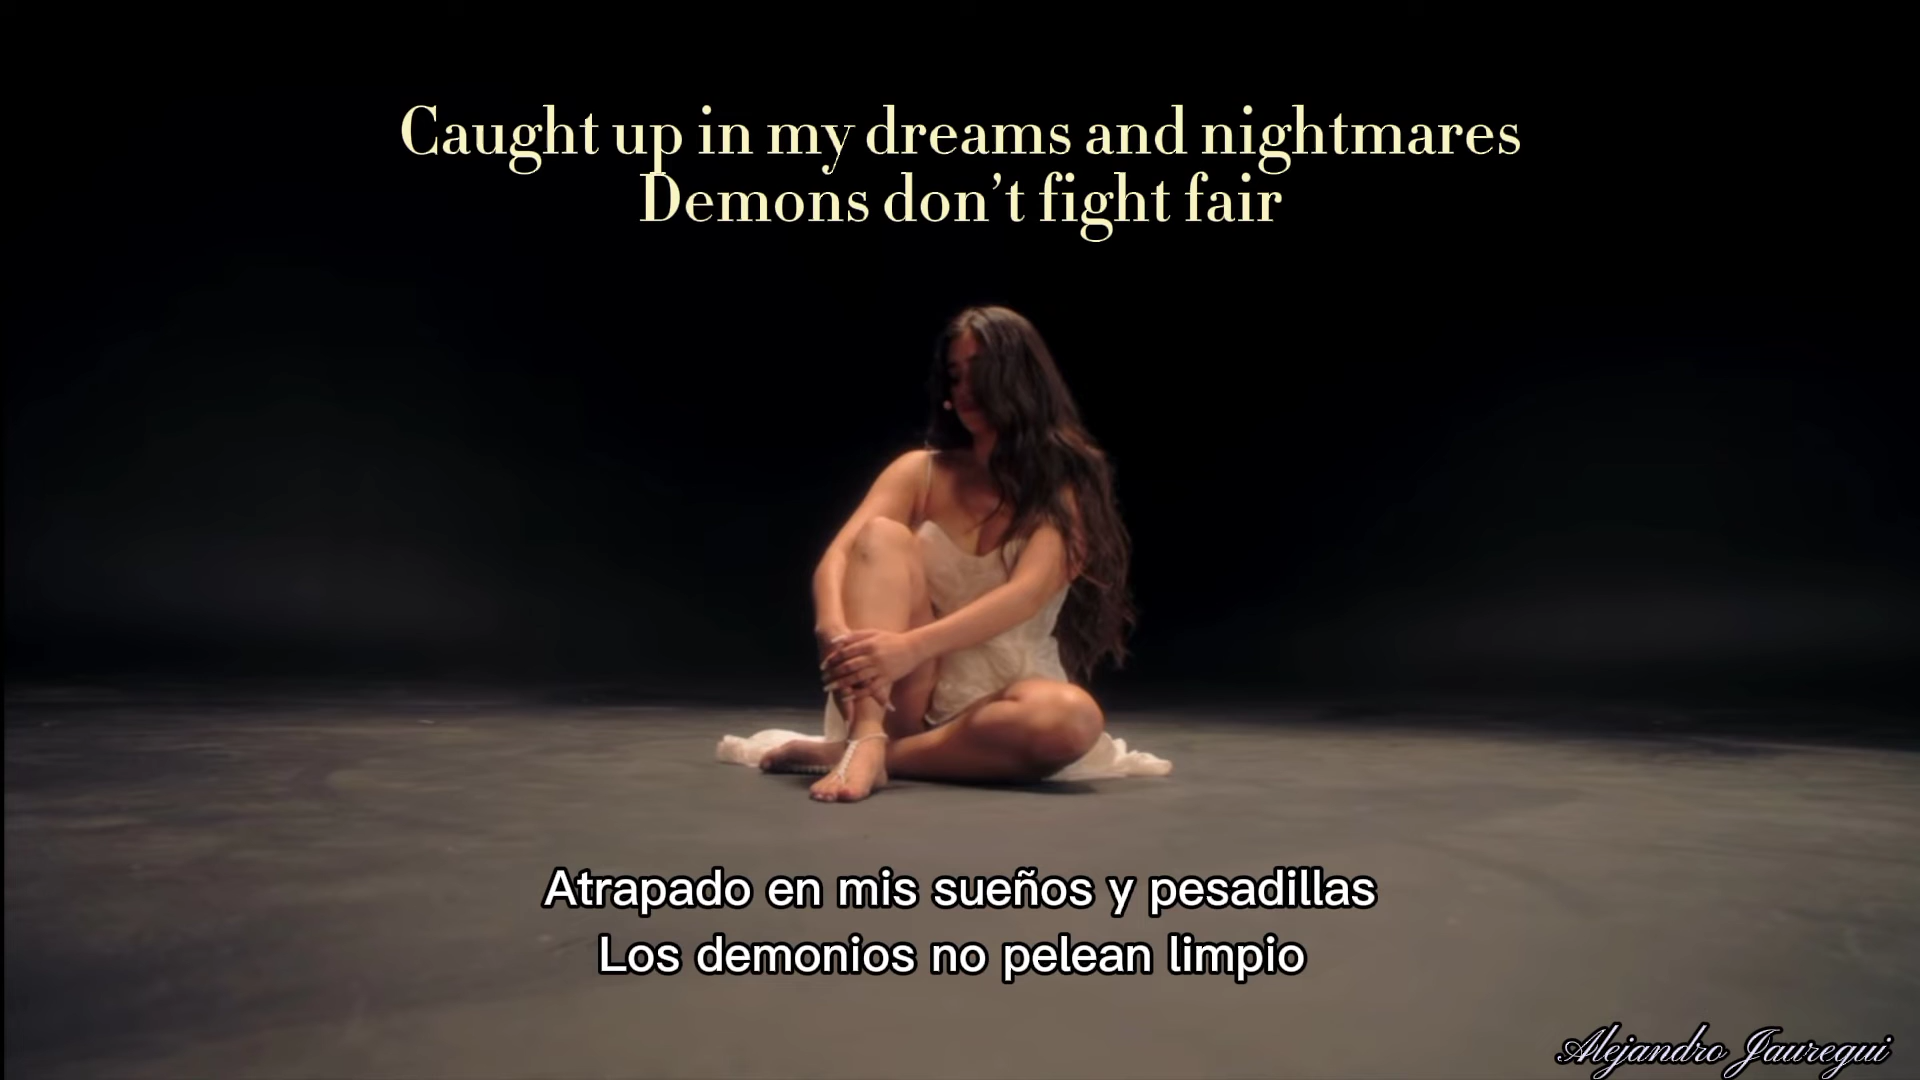 Caught up in my dreams and nightmares
Demons don’t fight fair
Atrapado en mis sueños y pesadillas
Los demonios no pelean limpio
Alejandro Jauregui